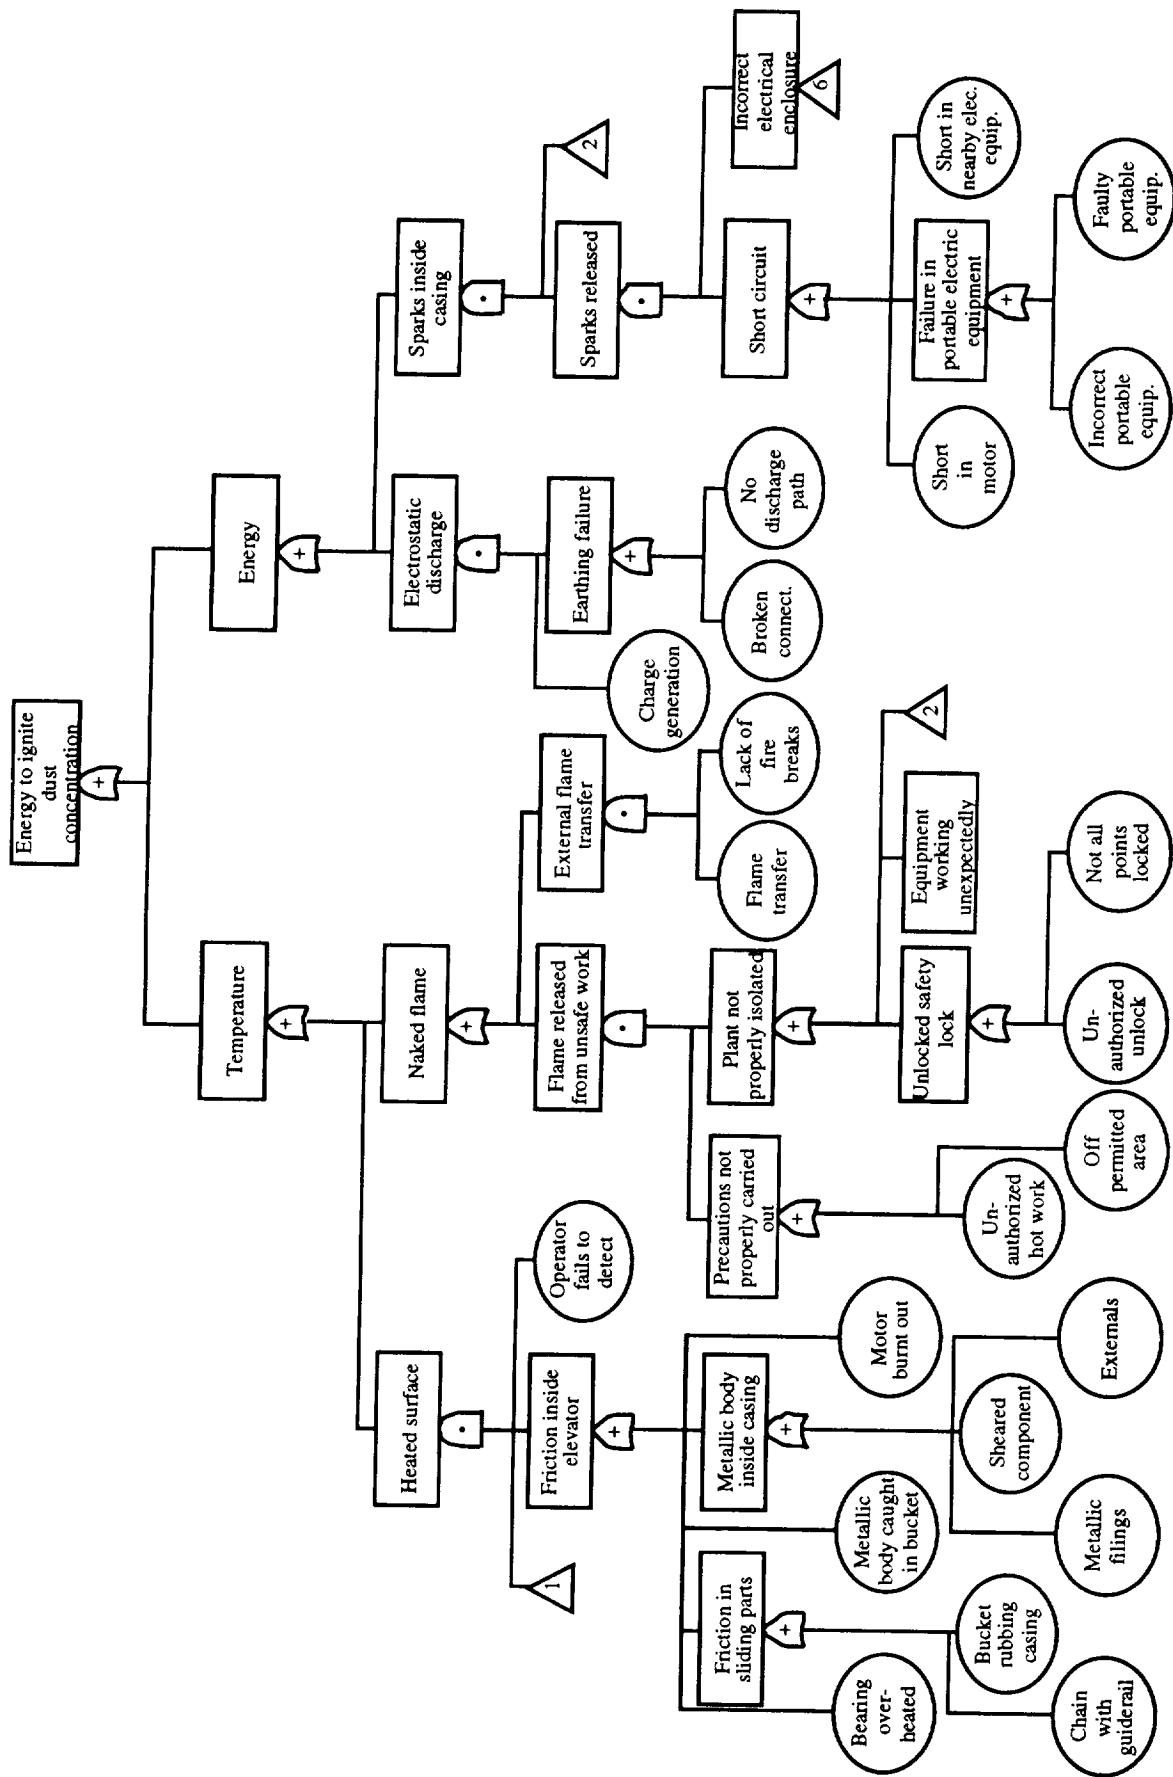 Energy to ignite
dust
concentration
+
Temperature
+
Energy
+
Heated surface
•
Naked flame
+
Electrostatic
discharge
•
Sparks inside
casing
•
1
Friction inside
elevator
+
Operator
fails to
detect
Flame released
from unsafe work
•
External flame
transfer
•
Charge
generation
Earthing failure
+
Sparks released
•
2
Friction in
sliding parts
+
Metallic body
inside casing
+
Precautions not
properly carried
out
+
Plant not
properly isolated
+
Flame
transfer
Lack of
fire
breaks
Broken
connect.
No
discharge
path
Short circuit
+
Incorrect
electrical
enclosure
6
Bearing
over-
heated
Metallic
body caught
in bucket
Motor
burnt out
Unlocked safety
lock
+
Equipment
working
unexpectedly
2
Short
in
motor
Failure in
portable electric
equipment
+
Short in
nearby elec.
equip.
Bucket
rubbing
casing
Sheared
component
Un-
authorized
hot work
Chain
with
guiderail
Metallic
filings
Externals
Off
permitted
area
Un-
authorized
unlock
Not all
points
locked
Incorrect
portable
equip.
Faulty
portable
equip.